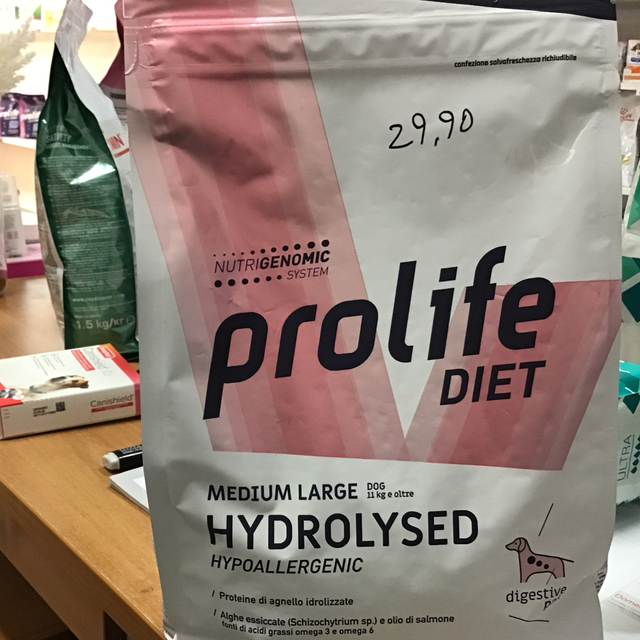 confezione salvafreschezza richiudibile
29,90
NUTRIGENOMIC
SYSTEM
prolife
DIET
MEDIUM LARGE DOG
11 kg e oltre
HYDROLYSED
HYPOALLERGENIC
digestive
/ Proteine di agnello idrolizzate
/ Alghe essiccate (Schizochytrium sp.) e olio di salmone
fonti di acidi grassi omega 3 e omega 6
1.5 kg
Canishield
ULTRA